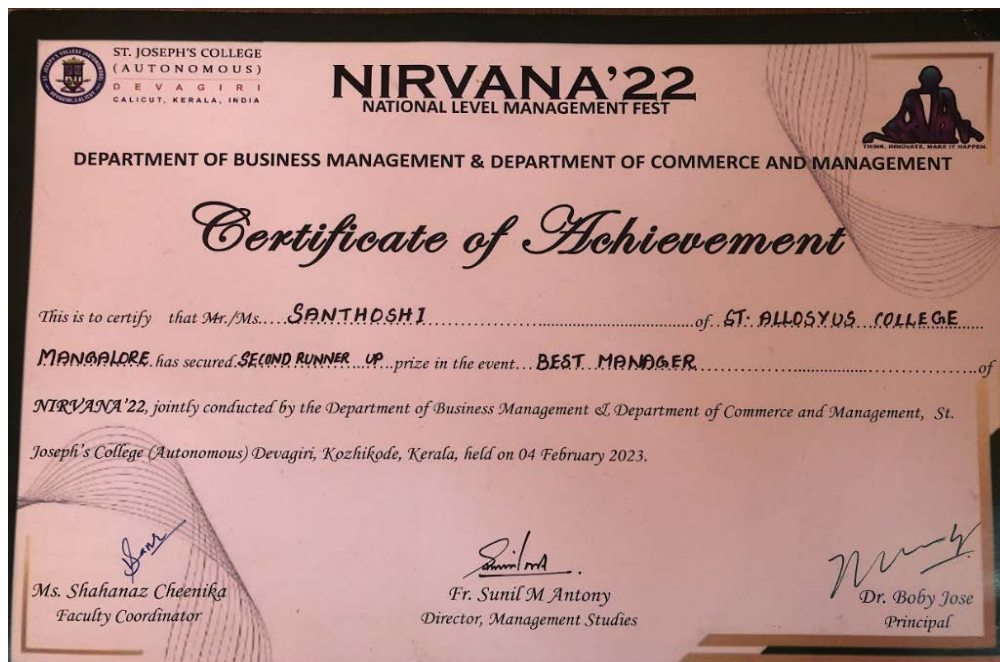 ST. JOSEPH'S COLLEGE
(AUTONOMOUS)
DEVAGIRI
CALICUT, KERALA, INDIA
NIRVANA'22
NATIONAL LEVEL MANAGEMENT FEST
THINK, INNOVATE, MAKE IT HAPPEN.
DEPARTMENT OF BUSINESS MANAGEMENT & DEPARTMENT OF COMMERCE AND MANAGEMENT
Certificate of Achievement
This is to certify that Mr./Ms.....SANTHOSHI..........of ST. ALLOSYUS COLLEGE
MANGALORE has secured SECOND RUNNER UP prize in the event...BEST MANAGER..........of
NIRVANA'22, jointly conducted by the Department of Business Management & Department of Commerce and Management, St.
Joseph's College (Autonomous) Devagiri, Kozhikode, Kerala, held on 04 February 2023.
Ms. Shahanaz Cheenika
Faculty Coordinator
Fr. Sunil M Antony
Director, Management Studies
Dr. Boby Jose
Principal